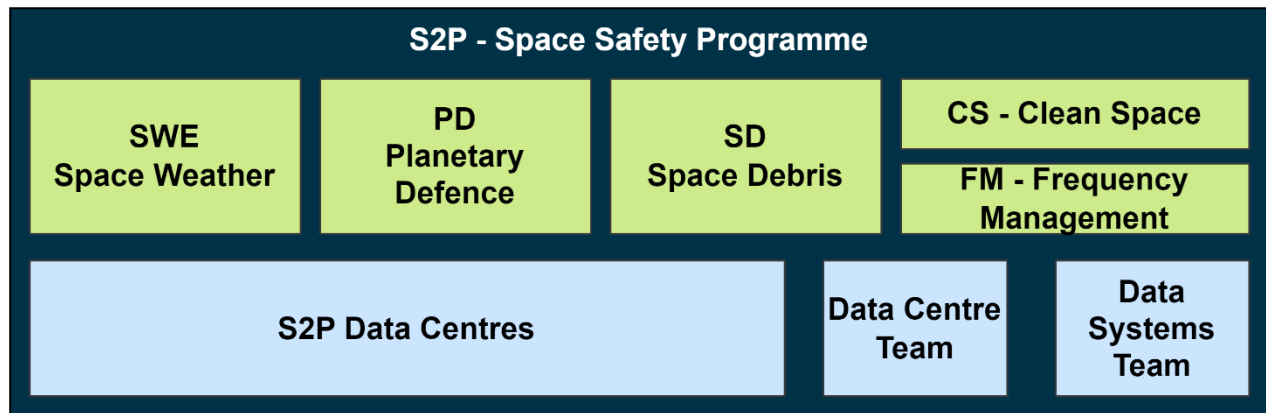 S2P - Space Safety Programme
SWE
Space Weather
PD
Planetary
Defence
SD
Space Debris
CS - Clean Space
FM - Frequency
Management
S2P Data Centres
Data Centre
Team
Data
Systems
Team